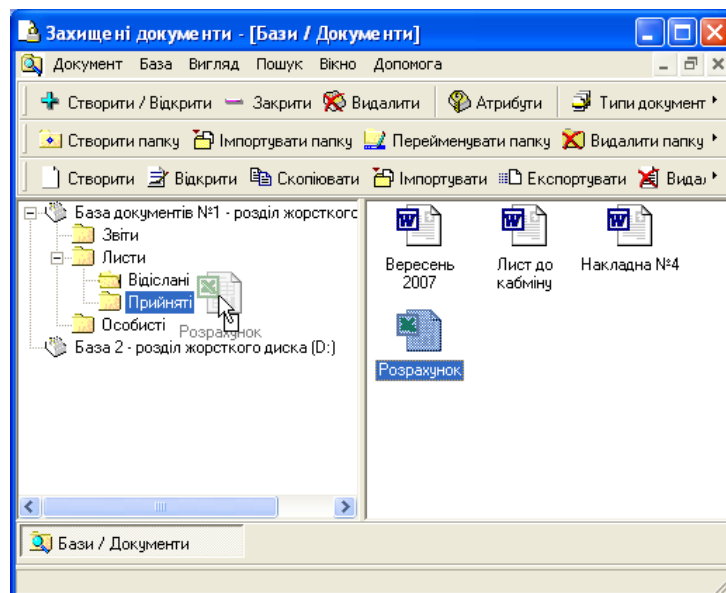 Захищені документи - [Бази / Документи]
Документ База Вигляд Пошук Вікно Допомога
Створити / Відкрити Закрити Видалити Атрибути Типи документ
Створити папку Імпортувати папку Перейменувати папку Видалити папку
Створити Відкрити Скопіювати Імпортувати Експортувати Видал
База документів №1 - розділ жорсткого
Звіти
Листи
Відіслані
Прийняті
Особисті
База 2 - розділ жорсткого диска (D:)
Розрахунок
Вересень
2007
Лист до
кабміну
Накладна №4
Розрахунок
Бази / Документи